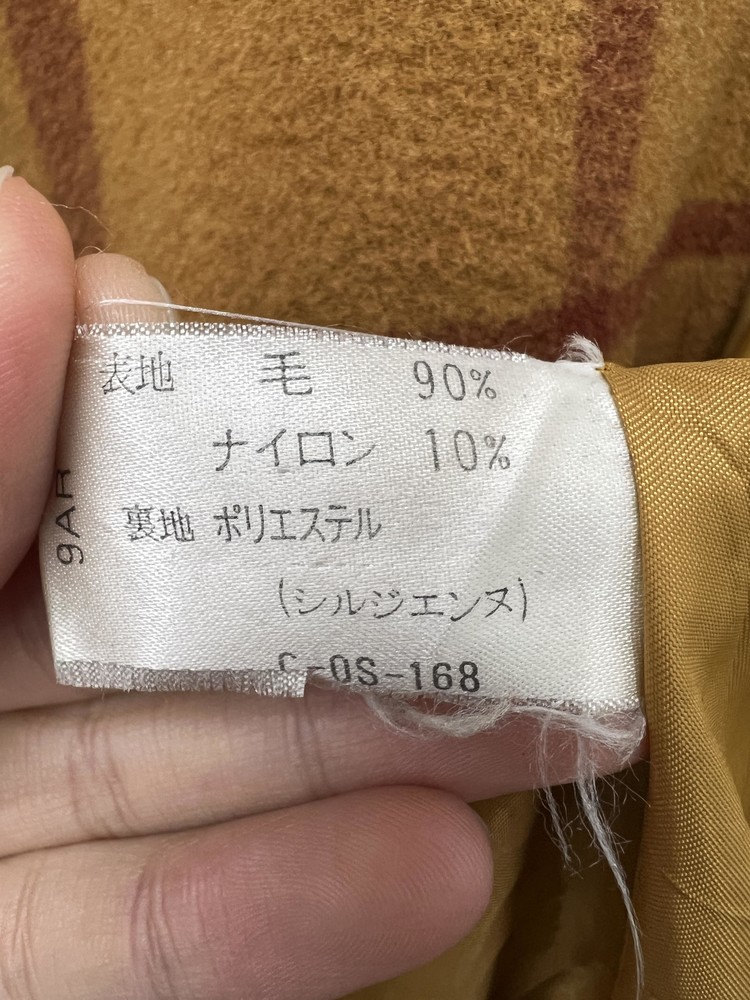 表地 毛 90%
ナイロン 10%
裏地 ポリエステル
(シルジエンヌ)
C-OS-168
9AR